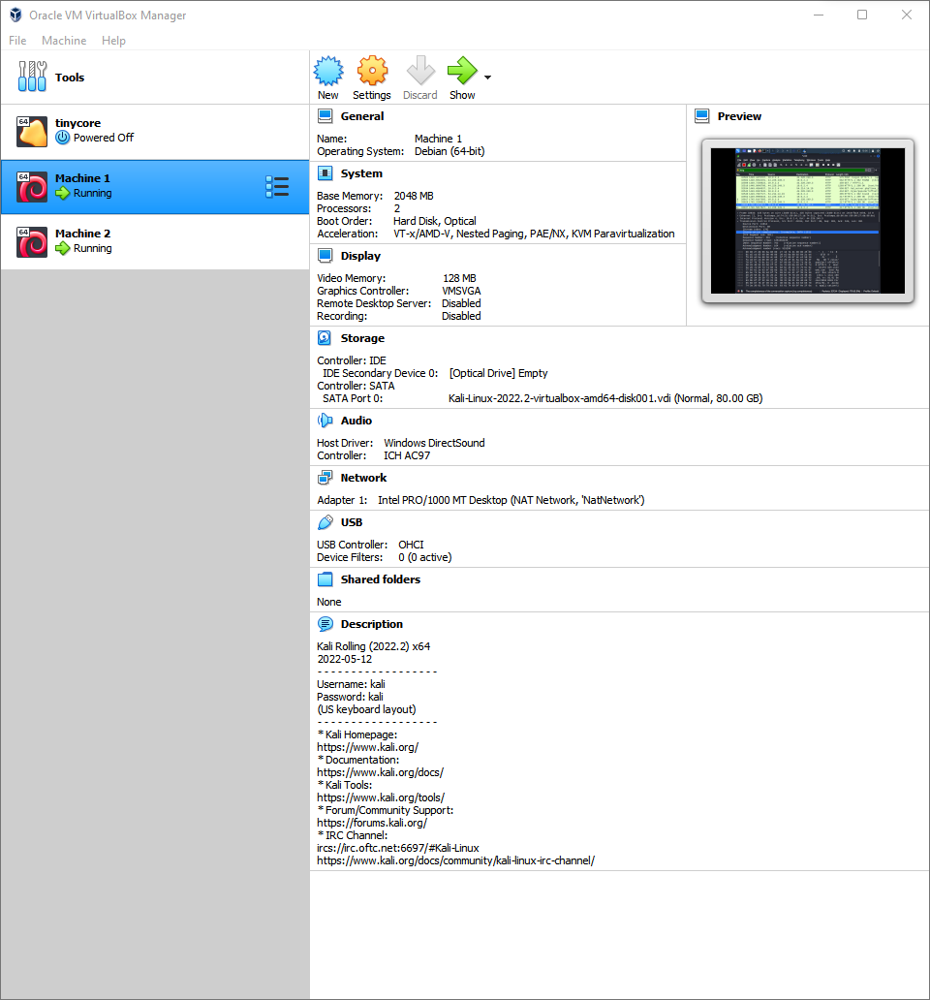 Oracle VM VirtualBox Manager
File Machine Help
Tools
New Settings Discard Show
64 tinycore
Powered Off
64 Machine 1
Running
64 Machine 2
Running
General
Name: Machine 1
Operating System: Debian (64-bit)
Preview
System
Base Memory: 2048 MB
Processors: 2
Boot Order: Hard Disk, Optical
Acceleration: VT-x/AMD-V, Nested Paging, PAE/NX, KVM Paravirtualization
Display
Video Memory: 128 MB
Graphics Controller: VMSVGA
Remote Desktop Server: Disabled
Recording: Disabled
Storage
Controller: IDE
IDE Secondary Device 0: [Optical Drive] Empty
Controller: SATA
SATA Port 0: Kali-Linux-2022.2-virtualbox-amd64-disk001.vdi (Normal, 80.00 GB)
Audio
Host Driver: Windows DirectSound
Controller: ICH AC97
Network
Adapter 1: Intel PRO/1000 MT Desktop (NAT Network, 'NatNetwork')
USB
USB Controller: OHCI
Device Filters: 0 (0 active)
Shared folders
None
Description
Kali Rolling (2022.2) x64
2022-05-12
- - - - - - - - - - - - - - - - - -
Username: kali
Password: kali
(US keyboard layout)
- - - - - - - - - - - - - - - - - -
* Kali Homepage:
https://www.kali.org/
* Documentation:
https://www.kali.org/docs/
* Kali Tools:
https://www.kali.org/tools/
* Forum/Community Support:
https://forums.kali.org/
* IRC Channel:
ircs://irc.oftc.net:6697/#Kali-Linux
https://www.kali.org/docs/community/kali-linux-irc-channel/